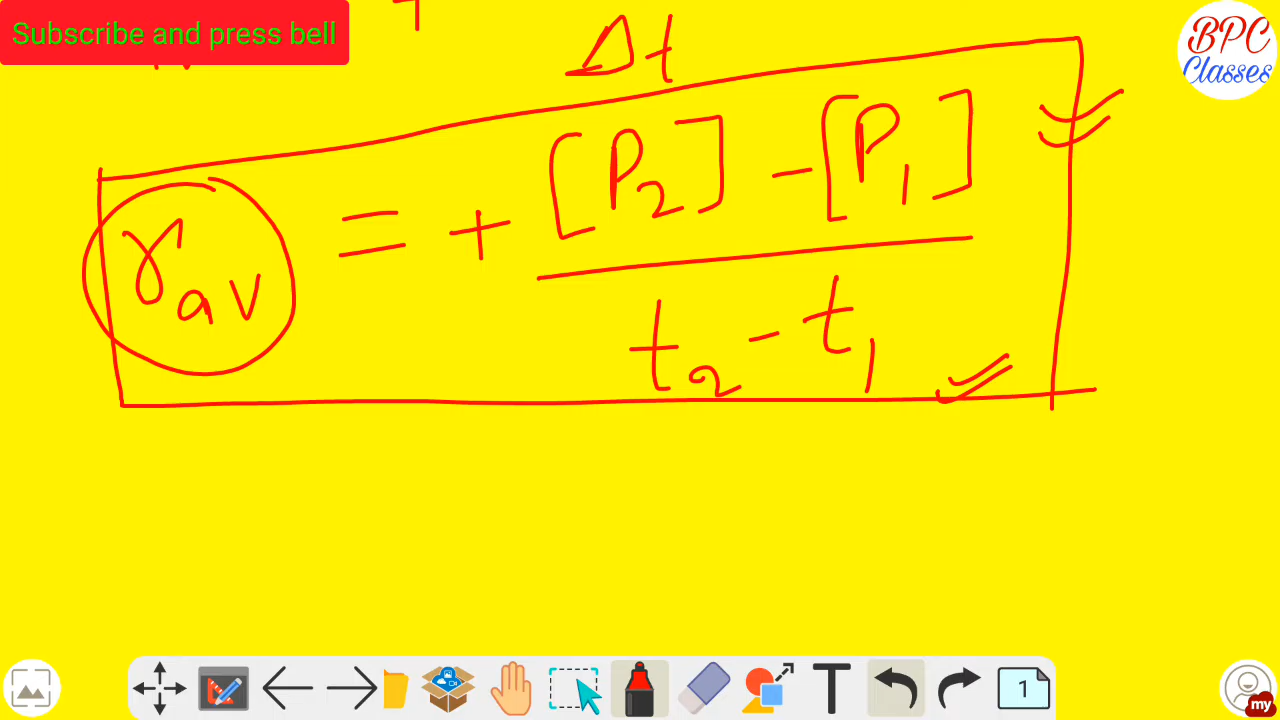 Subscribe and press bell
BPC
Classes
Δt
r_av = + [P₂] - [P₁] / t₂ - t₁
T
1
my